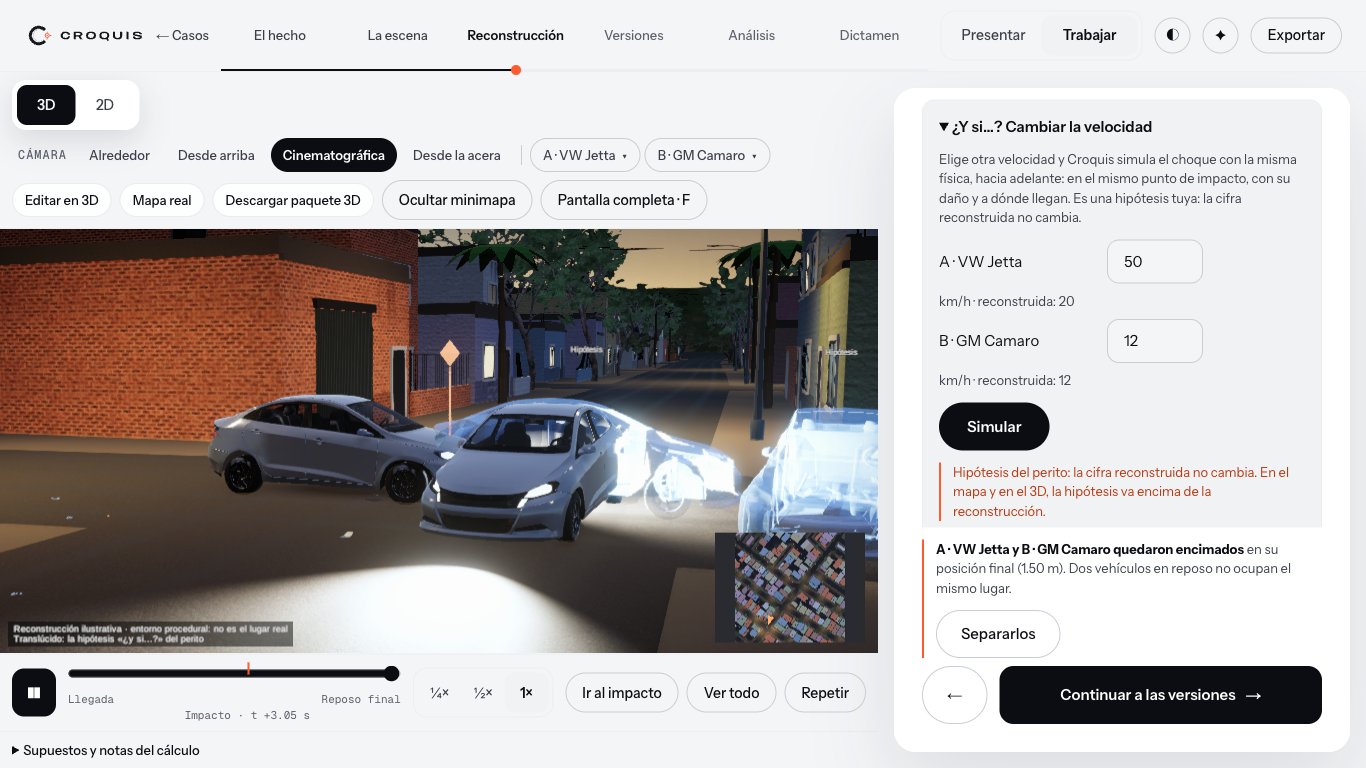 CROQUIS
← Casos
El hecho
La escena
Reconstrucción
Versiones
Análisis
Dictamen
Presentar
Trabajar
Exportar
3D
2D
CÁMARA
Alrededor
Desde arriba
Cinematográfica
Desde la acera
A · VW Jetta
B · GM Camaro
Editar en 3D
Mapa real
Descargar paquete 3D
Ocultar minimapa
Pantalla completa · F
Hipótesis
Hipótesis
Reconstrucción ilustrativa · entorno procedural: no es el lugar real
Translúcido: la hipótesis «¿y si...?» del perito
Llegada
Reposo final
Impacto · t +3.05 s
¼×
½×
1×
Ir al impacto
Ver todo
Repetir
Supuestos y notas del cálculo
¿Y si…? Cambiar la velocidad
Elige otra velocidad y Croquis simula el choque con la misma
física, hacia adelante: en el mismo punto de impacto, con su
daño y a dónde llegan. Es una hipótesis tuya: la cifra
reconstruida no cambia.
A · VW Jetta
50
km/h · reconstruida: 20
B · GM Camaro
12
km/h · reconstruida: 12
Simular
Hipótesis del perito: la cifra reconstruida no cambia. En el
mapa y en el 3D, la hipótesis va encima de la
reconstrucción.
A · VW Jetta y B · GM Camaro quedaron encimados en su
posición final (1.50 m). Dos vehículos en reposo no ocupan el
mismo lugar.
Separarlos
←
Continuar a las versiones →